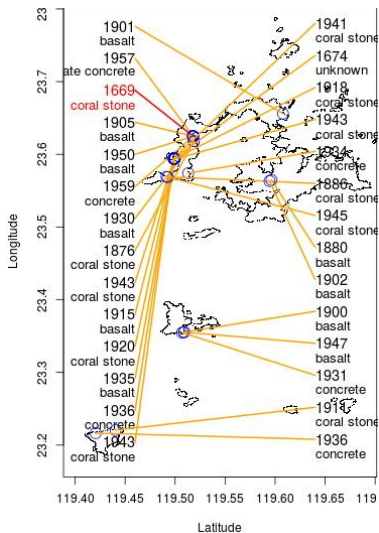 1901
basalt
1957
ate concrete
1669
coral stone
1905
basalt
1950
basalt
1959
concrete
1930
basalt
1876
coral stone
1943
coral stone
1915
basalt
1920
coral stone
1935
basalt
1936
concrete
1943
coral stone
1941
coral stone
1674
unknown
1918
coral stone
1943
coral stone
concrete
1886
coral stone
1945
coral stone
1880
basalt
1902
basalt
1900
basalt
1947
basalt
1931
concrete
coral stone
1936
concrete
Longitude
23
23.7
23.6
23.5
23.4
23.3
23.2
119.40
119.45
119.50
119.55
119.60
119.65
119
Latitude